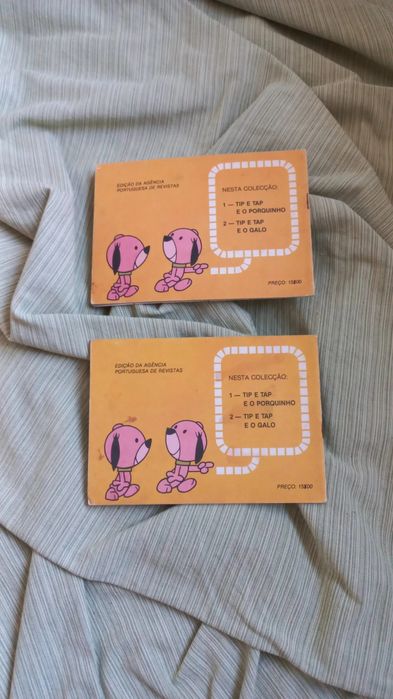 EDIÇÃO DA AGÊNCIA
PORTUGUESA DE REVISTAS
NESTA COLECÇÃO:
1 — TIP E TAP
E O PORQUINHO
2 — TIP E TAP
E O GALO
PREÇO: 15$00
EDIÇÃO DA AGÊNCIA
PORTUGUESA DE REVISTAS
NESTA COLECÇÃO:
1 — TIP E TAP
E O PORQUINHO
2 — TIP E TAP
E O GALO
PREÇO: 15$00